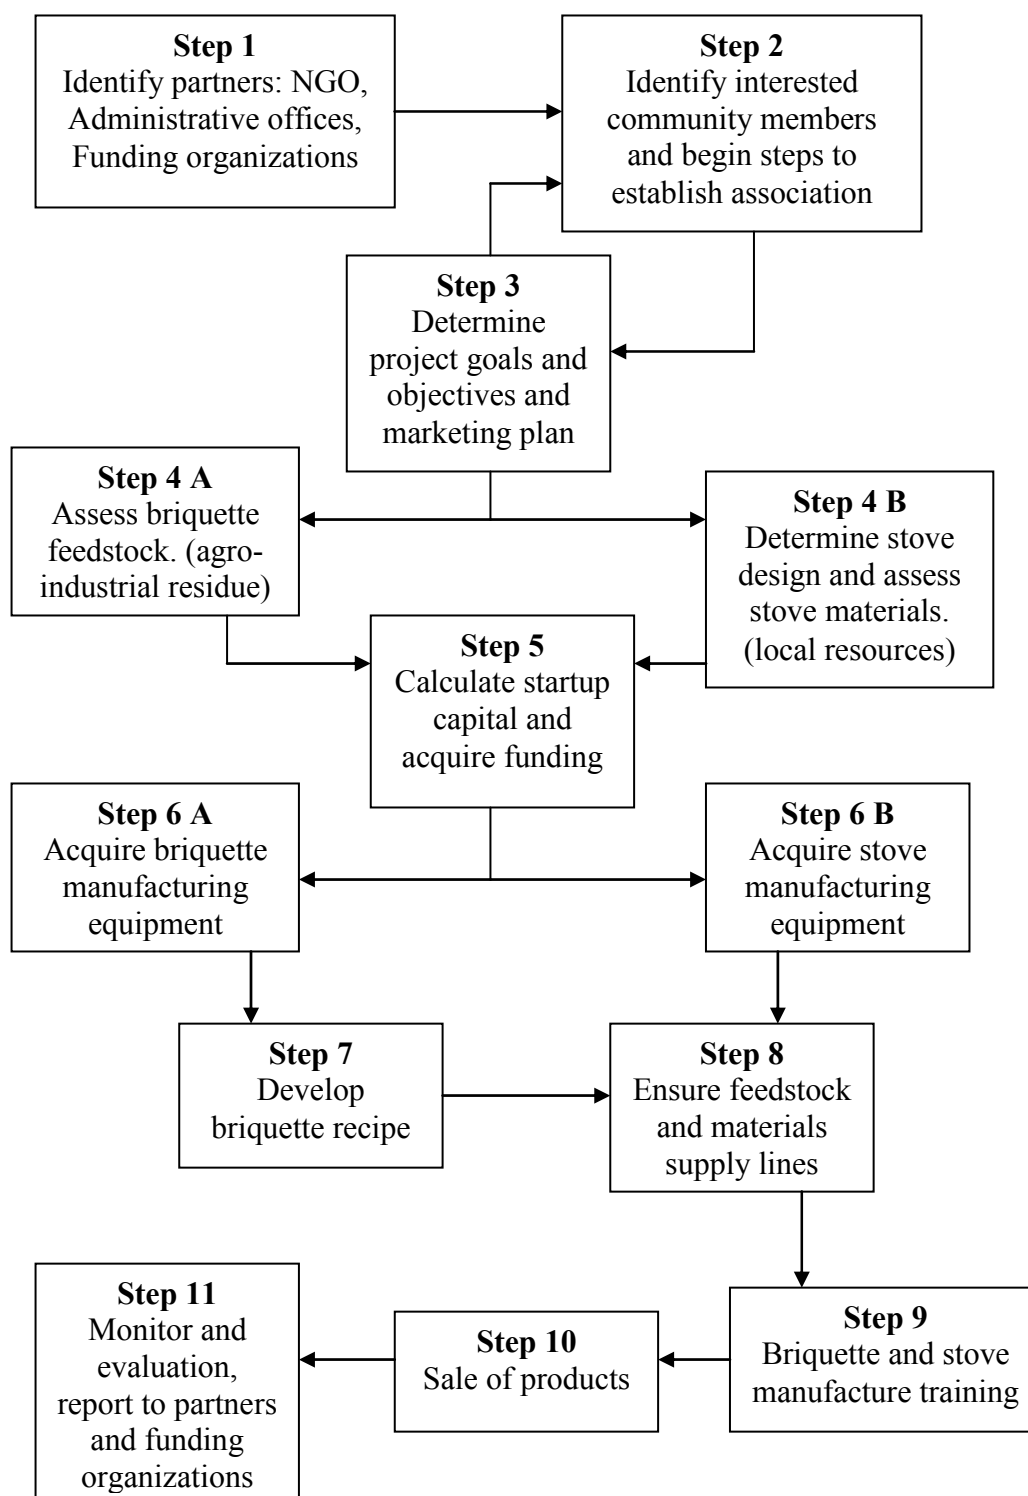 Step 1
Identify partners: NGO,
Administrative offices,
Funding organizations
Step 2
Identify interested
community members
and begin steps to
establish association
Step 3
Determine
project goals and
objectives and
marketing plan
Step 4 A
Assess briquette
feedstock. (agro-
industrial residue)
Step 4 B
Determine stove
design and assess
stove materials.
(local resources)
Step 5
Calculate startup
capital and
acquire funding
Step 6 A
Acquire briquette
manufacturing
equipment
Step 6 B
Acquire stove
manufacturing
equipment
Step 7
Develop
briquette recipe
Step 8
Ensure feedstock
and materials
supply lines
Step 9
Briquette and stove
manufacture training
Step 10
Sale of products
Step 11
Monitor and
evaluation,
report to partners
and funding
organizations